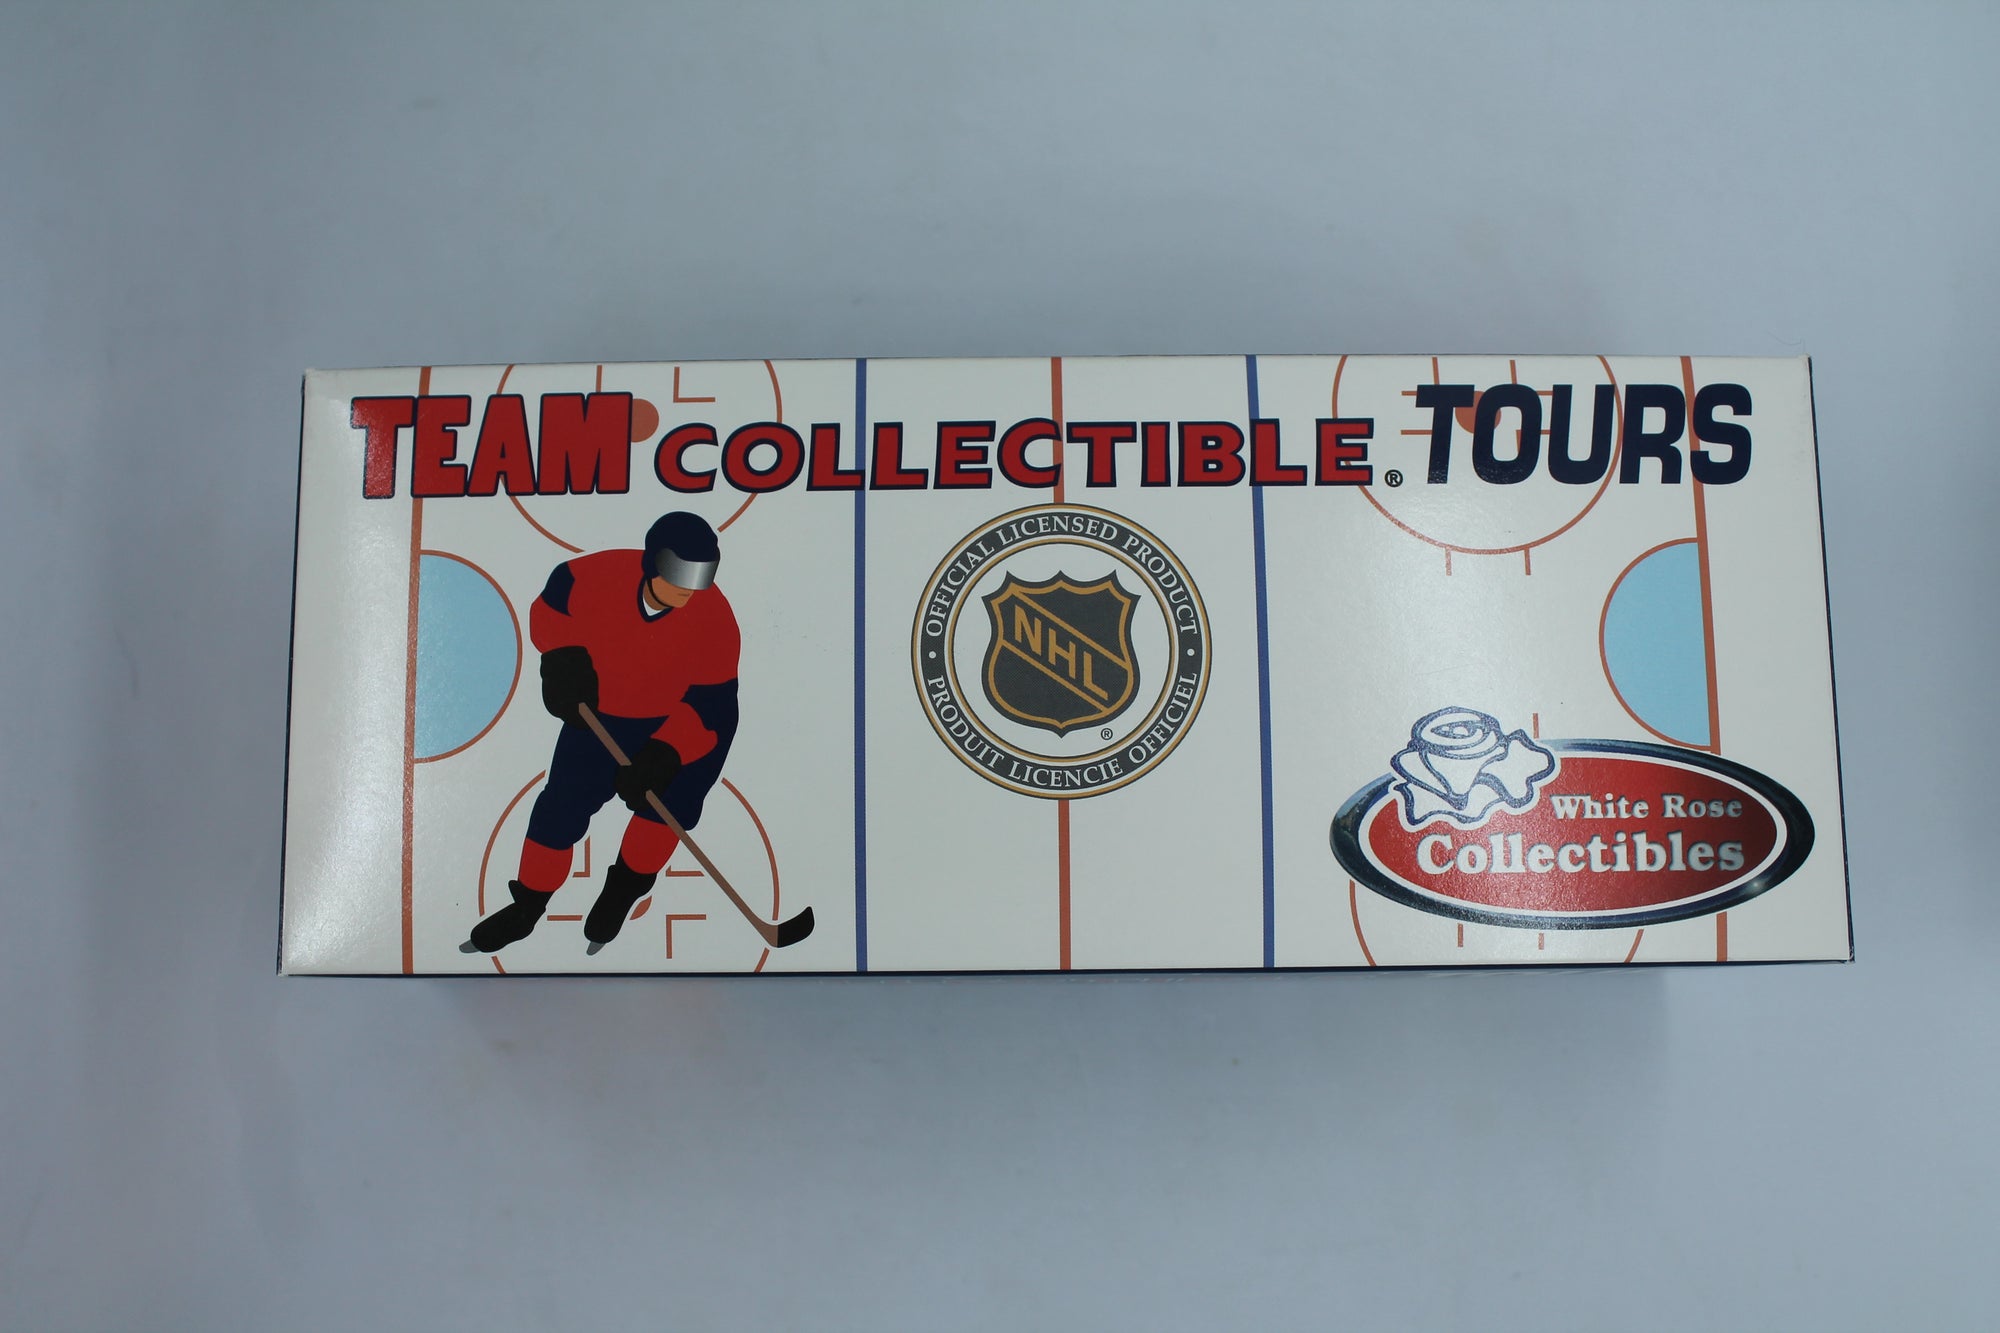 TEAM COLLECTIBLE® TOURS
OFFICIAL LICENSED PRODUCT
NHL
®
• PRODUIT LICENCIE OFFICIEL •
White Rose
Collectibles